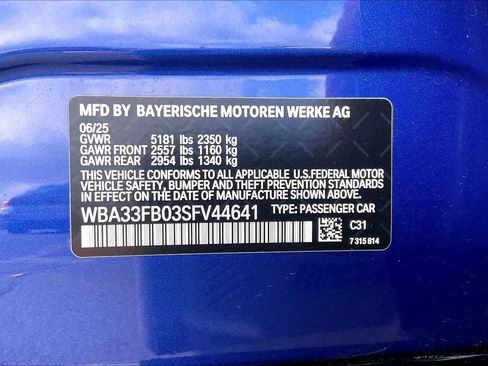 MFD BY BAYERISCHE MOTOREN WERKE AG
06/25
GVWR 5181 lbs 2350 kg
GAWR FRONT 2557 lbs 1160 kg
GAWR REAR 2954 lbs 1340 kg
THIS VEHICLE CONFORMS TO ALL APPLICABLE
U.S.FEDERAL MOTOR VEHICLE SAFETY, BUMPER,
AND THEFT PREVENTION STANDARDS IN EFFECT ON
THE DATE OF MANUFACTURE SHOWN ABOVE.
WBA33FB03SFV44641 TYPE: PASSENGER CAR
C31
7 315 814